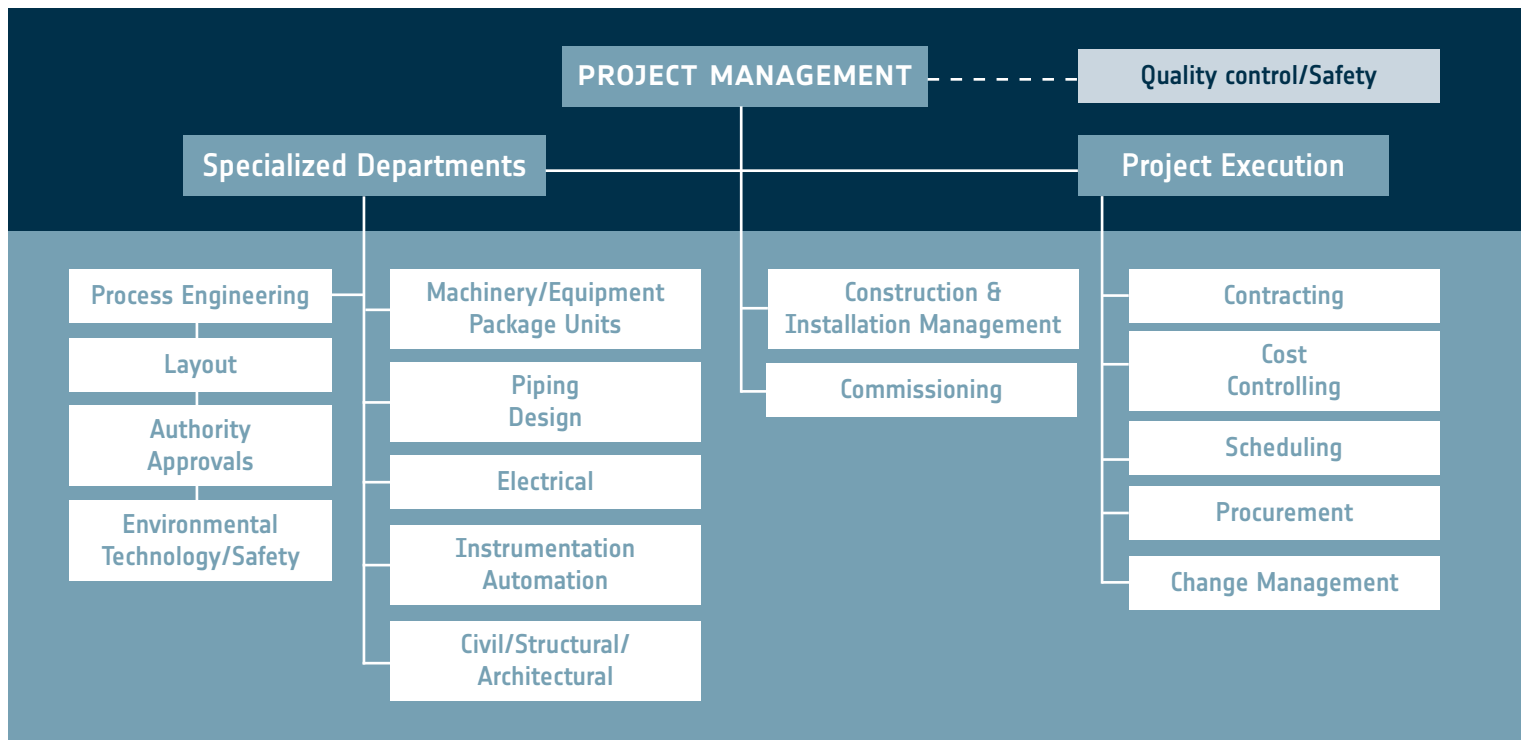 PROJECT MANAGEMENT
Quality control/Safety
Specialized Departments
Project Execution
Process Engineering
Layout
Authority
Approvals
Environmental
Technology/Safety
Machinery/Equipment
Package Units
Piping
Design
Electrical
Instrumentation
Automation
Civil/Structural/
Architectural
Construction &
Installation Management
Commissioning
Contracting
Cost
Controlling
Scheduling
Procurement
Change Management